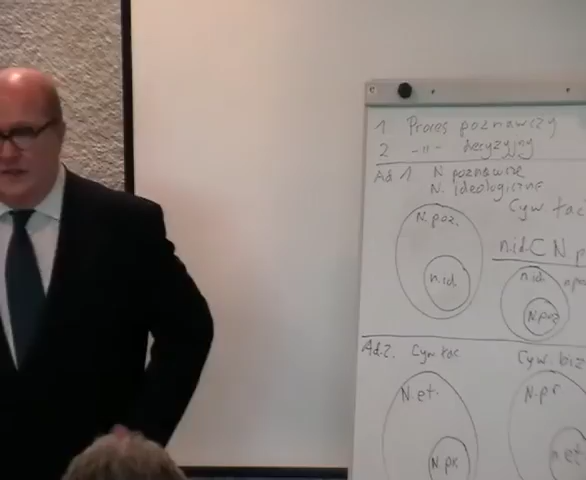 1 Proces poznawczy
2 -"- decyzyjny
Ad 1 N poznawcze
N. ideologiczne
Cyw łac
N.poz.
n.id.
n.id C N p
n.id.
N.poz
Ad.2. Cyw łac
Cyw. biz
N.et.
N.pr
N.pr
n.et